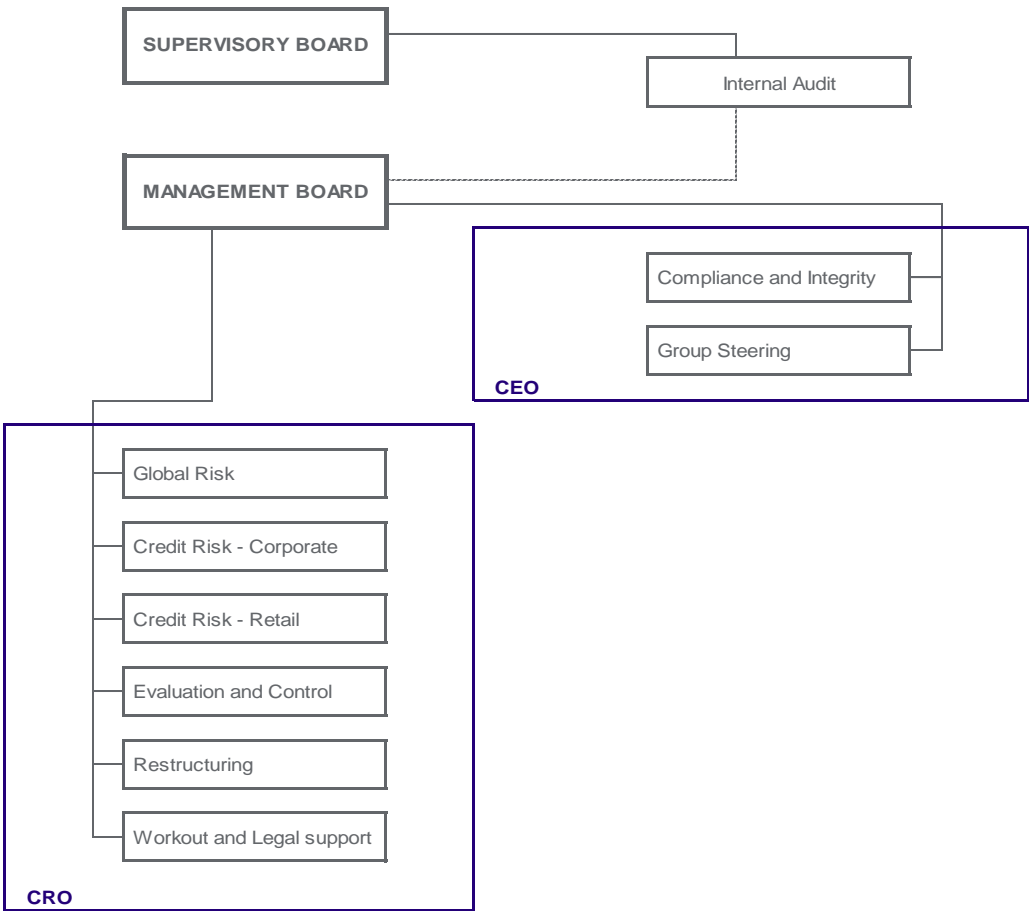 SUPERVISORY BOARD
Internal Audit
MANAGEMENT BOARD
Compliance and Integrity
Group Steering
CEO
Global Risk
Credit Risk - Corporate
Credit Risk - Retail
Evaluation and Control
Restructuring
Workout and Legal support
CRO